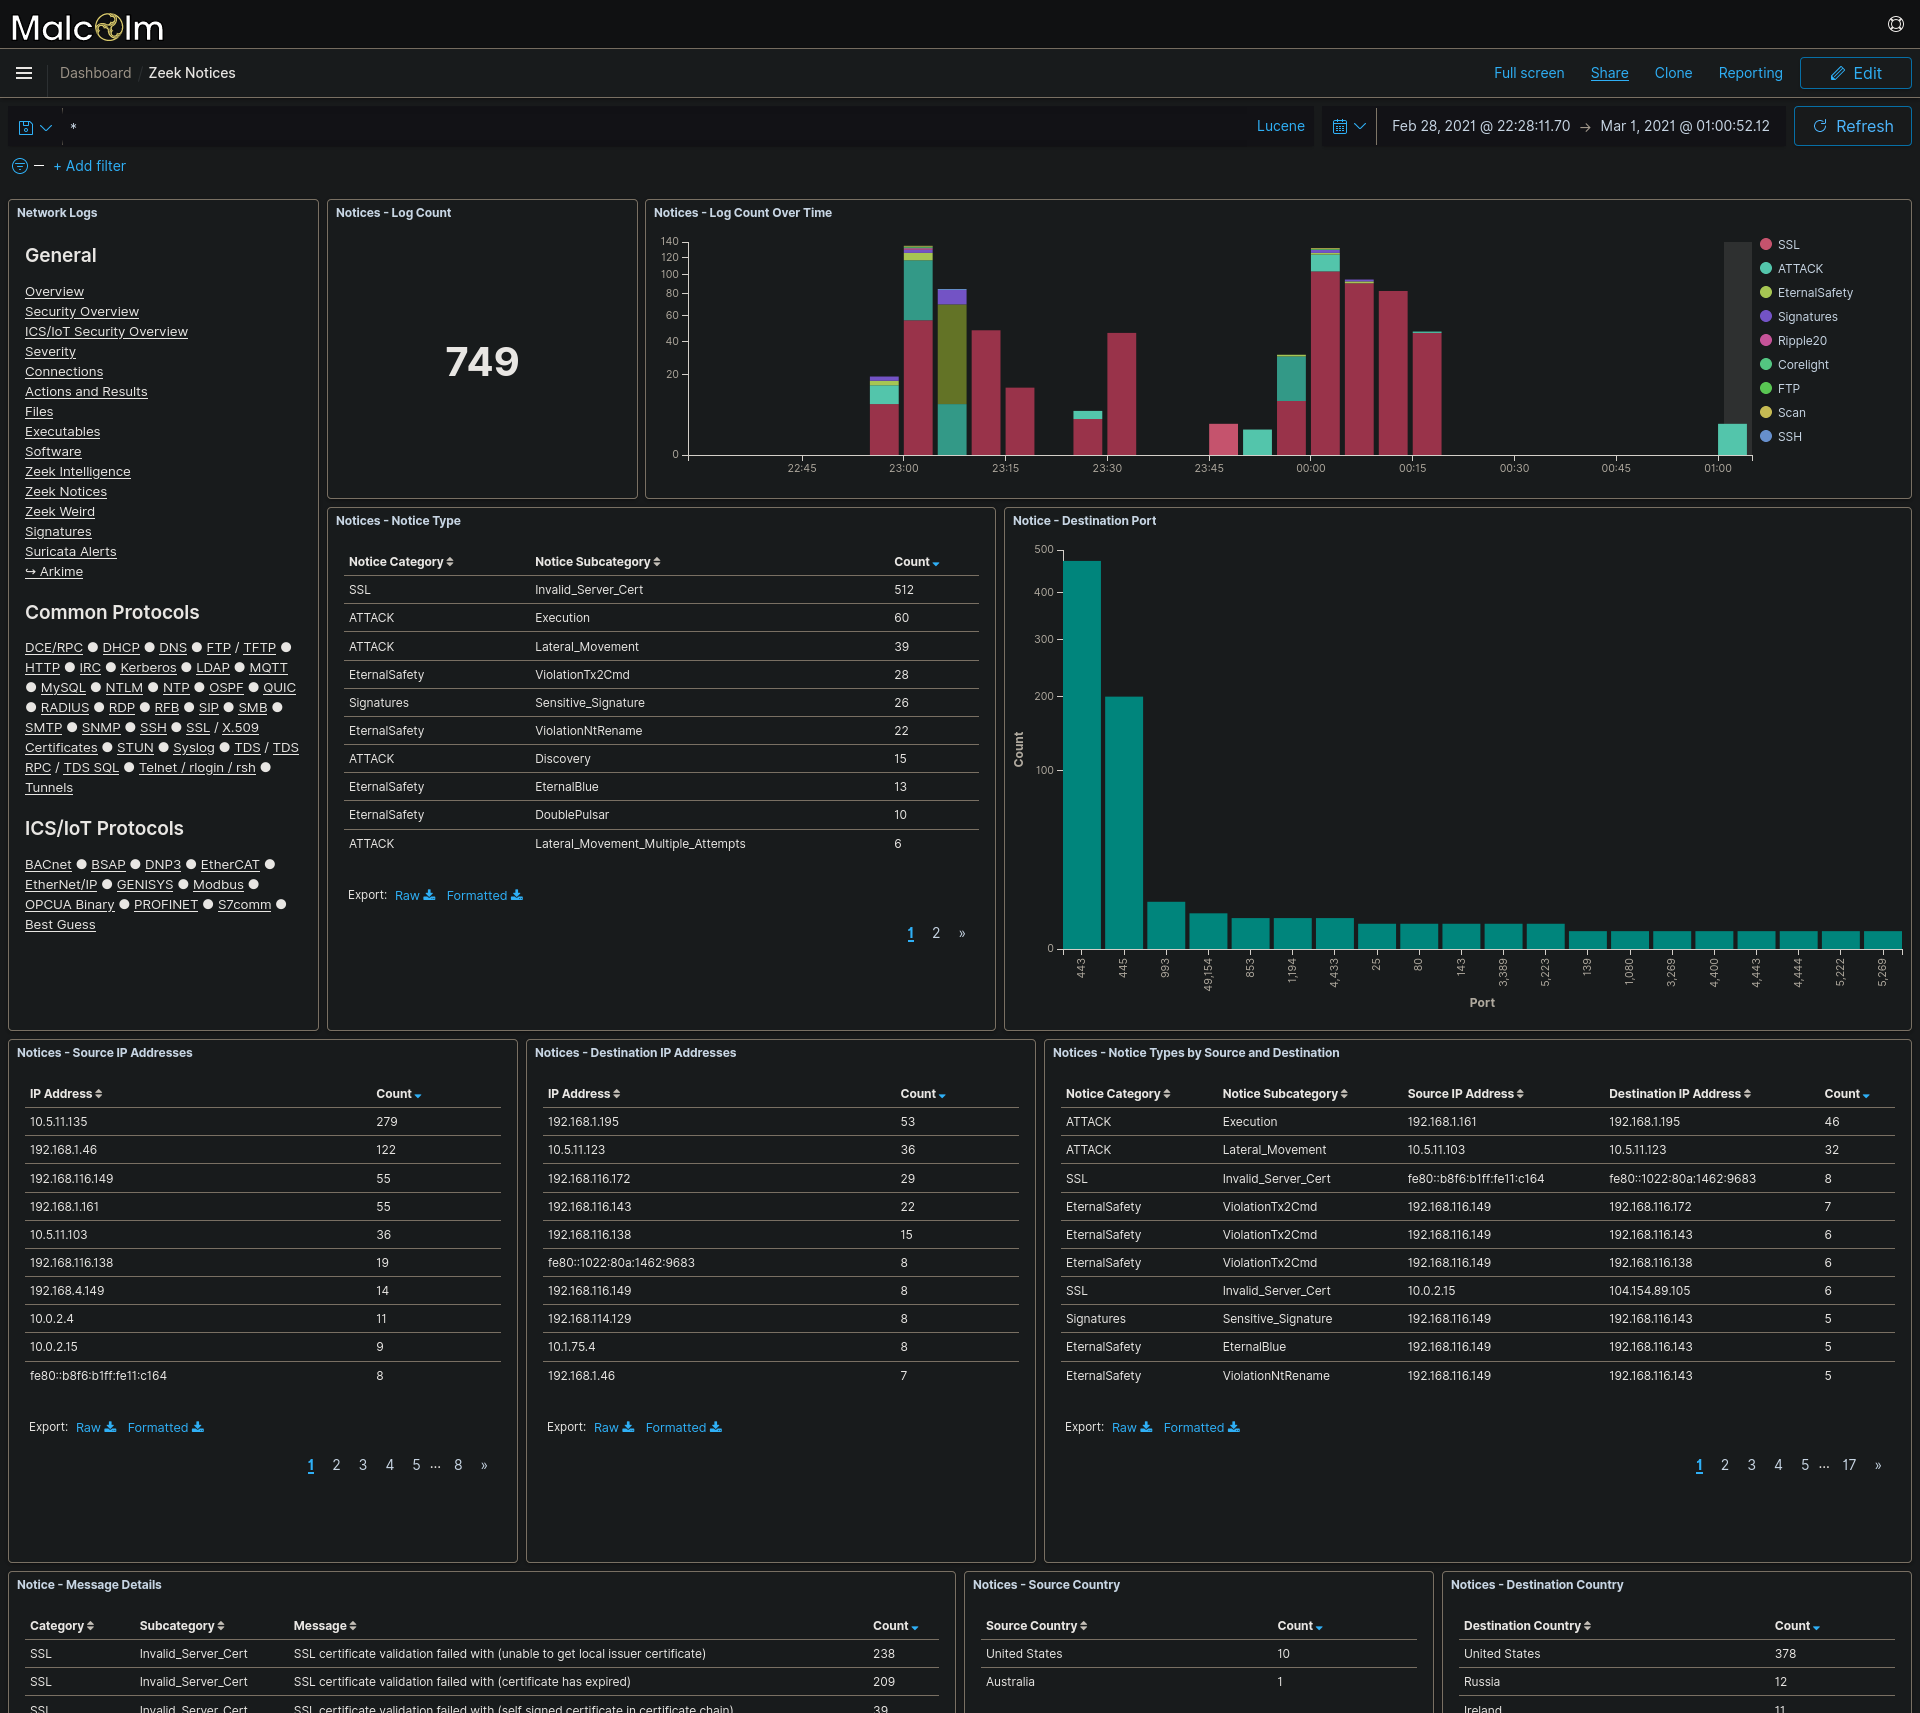 Malcolm
Dashboard / Zeek Notices
Full screen Share Clone Reporting Edit
* Lucene Feb 28, 2021 @ 22:28:11.70 → Mar 1, 2021 @ 01:00:52.12 Refresh
+ Add filter
Network Logs
General
Overview
Security Overview
ICS/IoT Security Overview
Severity
Connections
Actions and Results
Files
Executables
Software
Zeek Intelligence
Zeek Notices
Zeek Weird
Signatures
Suricata Alerts
↪ Arkime
Common Protocols
DCE/RPC ● DHCP ● DNS ● FTP / TFTP ●
HTTP ● IRC ● Kerberos ● LDAP ● MQTT
● MySQL ● NTLM ● NTP ● OSPF ● QUIC
● RADIUS ● RDP ● RFB ● SIP ● SMB ●
SMTP ● SNMP ● SSH ● SSL / X.509
Certificates ● STUN ● Syslog ● TDS / TDS
RPC / TDS SQL ● Telnet / rlogin / rsh ●
Tunnels
ICS/IoT Protocols
BACnet ● BSAP ● DNP3 ● EtherCAT ●
EtherNet/IP ● GENISYS ● Modbus ●
OPCUA Binary ● PROFINET ● S7comm ●
Best Guess
Notices - Log Count
749
Notices - Log Count Over Time
140
120
100
80
60
40
20
0
22:45 23:00 23:15 23:30 23:45 00:00 00:15 00:30 00:45 01:00
SSL
ATTACK
EternalSafety
Signatures
Ripple20
Corelight
FTP
Scan
SSH
Notices - Notice Type
Notice Category Notice Subcategory Count
SSL Invalid_Server_Cert 512
ATTACK Execution 60
ATTACK Lateral_Movement 39
EternalSafety ViolationTx2Cmd 28
Signatures Sensitive_Signature 26
EternalSafety ViolationNtRename 22
ATTACK Discovery 15
EternalSafety EternalBlue 13
EternalSafety DoublePulsar 10
ATTACK Lateral_Movement_Multiple_Attempts 6
Export: Raw Formatted
1 2 »
Notice - Destination Port
500
400
300
200
100
0
Count
443 445 993 49,154 853 1,194 4,433 25 80 143 3,389 5,223 139 1,080 3,269 4,400 4,443 4,444 5,222 5,269
Port
Notices - Source IP Addresses
IP Address Count
10.5.11.135 279
192.168.1.46 122
192.168.116.149 55
192.168.1.161 55
10.5.11.103 36
192.168.116.138 19
192.168.4.149 14
10.0.2.4 11
10.0.2.15 9
fe80::b8f6:b1ff:fe11:c164 8
Export: Raw Formatted
1 2 3 4 5 ... 8 »
Notices - Destination IP Addresses
IP Address Count
192.168.1.195 53
10.5.11.123 36
192.168.116.172 29
192.168.116.143 22
192.168.116.138 15
fe80::1022:80a:1462:9683 8
192.168.116.149 8
192.168.114.129 8
10.1.75.4 8
192.168.1.46 7
Export: Raw Formatted
Notices - Notice Types by Source and Destination
Notice Category Notice Subcategory Source IP Address Destination IP Address Count
ATTACK Execution 192.168.1.161 192.168.1.195 46
ATTACK Lateral_Movement 10.5.11.103 10.5.11.123 32
SSL Invalid_Server_Cert fe80::b8f6:b1ff:fe11:c164 fe80::1022:80a:1462:9683 8
EternalSafety ViolationTx2Cmd 192.168.116.149 192.168.116.172 7
EternalSafety ViolationTx2Cmd 192.168.116.149 192.168.116.143 6
EternalSafety ViolationTx2Cmd 192.168.116.149 192.168.116.138 6
SSL Invalid_Server_Cert 10.0.2.15 104.154.89.105 6
Signatures Sensitive_Signature 192.168.116.149 192.168.116.143 5
EternalSafety EternalBlue 192.168.116.149 192.168.116.143 5
EternalSafety ViolationNtRename 192.168.116.149 192.168.116.143 5
Export: Raw Formatted
1 2 3 4 5 ... 17 »
Notice - Message Details
Category Subcategory Message Count
SSL Invalid_Server_Cert SSL certificate validation failed with (unable to get local issuer certificate) 238
SSL Invalid_Server_Cert SSL certificate validation failed with (certificate has expired) 209
SSL Invalid_Server_Cert SSL certificate validation failed with (self signed certificate in certificate chain) 39
Notices - Source Country
Source Country Count
United States 10
Australia 1
Notices - Destination Country
Destination Country Count
United States 378
Russia 12
Ireland 11